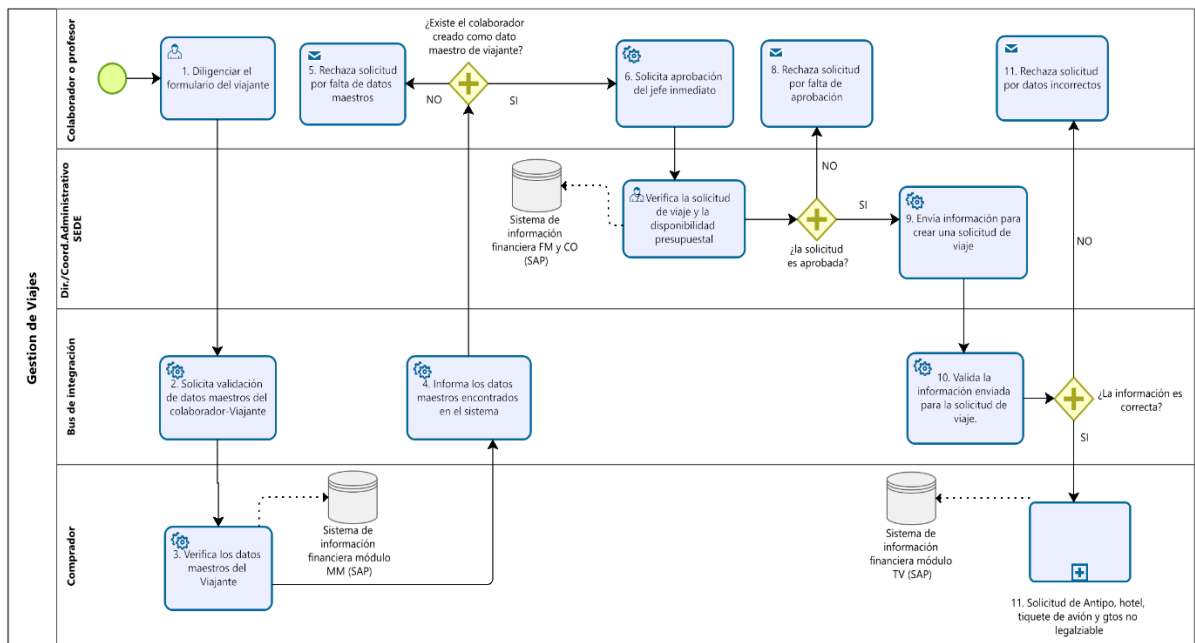 Gestion de Viajes
Colaborador o profesor
1. Diligenciar el
formulario del viajante
5. Rechaza solicitud
por falta de datos
maestros
¿Existe el colaborador
creado como dato
maestro de viajante?
NO
SI
6. Solicita aprobación
del jefe inmediato
8. Rechaza solicitud
por falta de
aprobación
11. Rechaza solicitud
por datos incorrectos
Dir./Coord.Administrativo
SEDE
Sistema de
información
financiera FM y CO
(SAP)
Verifica la solicitud
de viaje y la
disponibilidad
presupuestal
NO
SI
¿la solicitud
es aprobada?
9. Envía información para
crear una solicitud de
viaje
NO
Bus de integración
2. Solicita validación
de datos maestros del
colaborador-Viajante
4. Informa los datos
maestros encontrados
en el sistema
10. Valida la
información enviada
para la solicitud de
viaje.
¿La información es
correcta?
SI
Comprador
3. Verifica los datos
maestros del
Viajante
Sistema de
información
financiera módulo
MM (SAP)
Sistema de
información
financiera módulo
TV (SAP)
11. Solicitud de Antipo, hotel,
tiquete de avión y gtos no
legalziable